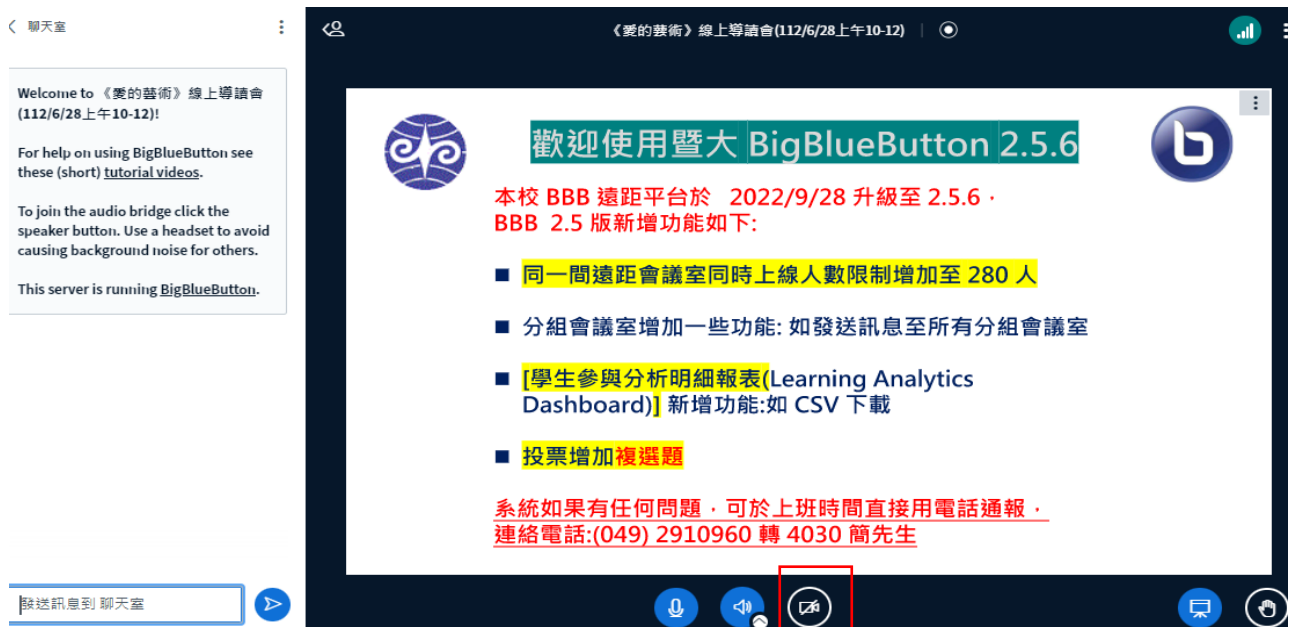 聊天室
《愛的藝術》線上導讀會(112/6/28上午10-12)
Welcome to 《愛的藝術》線上導讀會
(112/6/28上午10-12)!
For help on using BigBlueButton see
these (short) tutorial videos.
To join the audio bridge click the
speaker button. Use a headset to avoid
causing background noise for others.
This server is running BigBlueButton.
發送訊息到 聊天室
歡迎使用暨大 BigBlueButton 2.5.6
b
本校 BBB 遠距平台於 2022/9/28 升級至 2.5.6，
BBB 2.5 版新增功能如下:
■ 同一間遠距會議室同時上線人數限制增加至 280 人
■ 分組會議室增加一些功能: 如發送訊息至所有分組會議室
■ [學生參與分析明細報表(Learning Analytics
Dashboard)] 新增功能:如 CSV 下載
■ 投票增加複選題
系統如果有任何問題，可於上班時間直接用電話通報，
連絡電話:(049) 2910960 轉 4030 簡先生